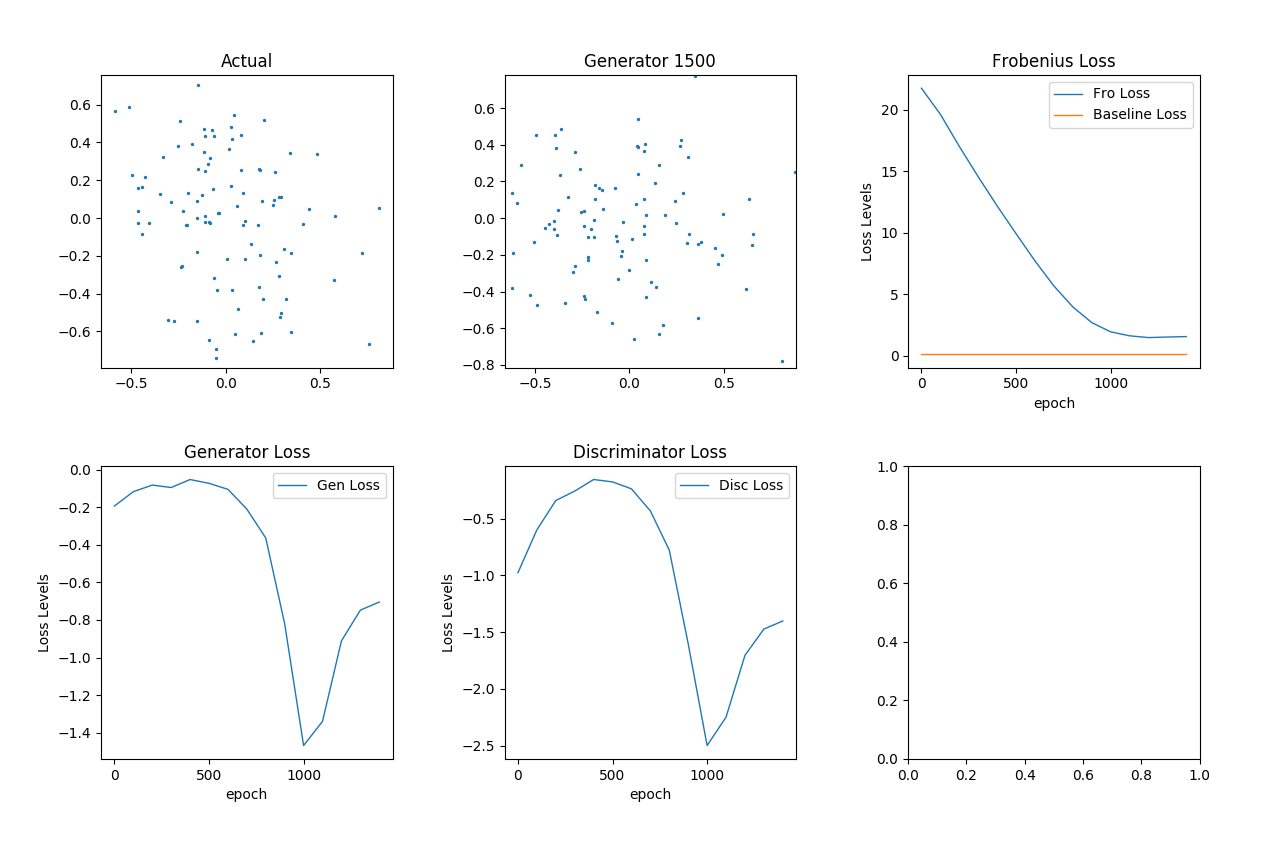 Actual
0.6
0.4
0.2
0.0
−0.2
−0.4
−0.6
−0.5 0.0 0.5
Generator 1500
0.6
0.4
0.2
0.0
−0.2
−0.4
−0.6
−0.8
−0.5 0.0 0.5
Frobenius Loss
Fro Loss
Baseline Loss
Loss Levels
20
15
10
5
0
0 500 1000
epoch
Generator Loss
Gen Loss
Loss Levels
0.0
−0.2
−0.4
−0.6
−0.8
−1.0
−1.2
−1.4
0 500 1000
epoch
Discriminator Loss
Disc Loss
Loss Levels
−0.5
−1.0
−1.5
−2.0
−2.5
0 500 1000
epoch
1.0
0.8
0.6
0.4
0.2
0.0
0.0 0.2 0.4 0.6 0.8 1.0